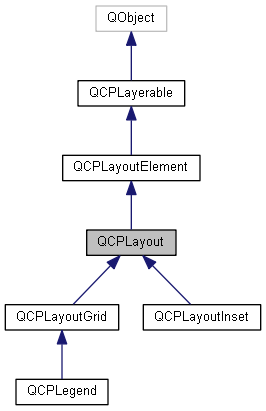 QObject
QCPLayerable
QCPLayoutElement
QCPLayout
QCPLayoutGrid
QCPLayoutInset
QCPLegend